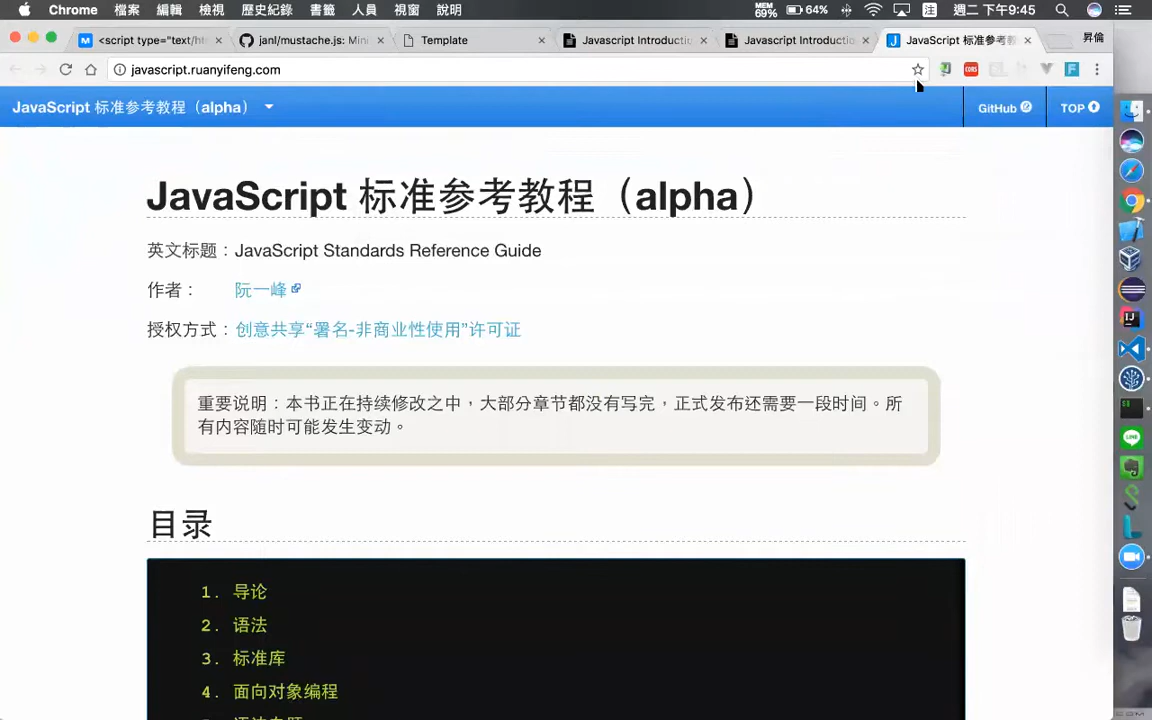 Chrome 檔案 編輯 檢視 歷史紀錄 書籤 人員 視窗 說明 MEM 69% 64% 注 週二 下午9:45
<script type="text/ht janl/mustache.js: Mini Template Javascript Introductio Javascript Introductio JavaScript 标准参考教 昇倫
javascript.ruanyifeng.com
JavaScript 标准参考教程（alpha） GitHub TOP
JavaScript 标准参考教程（alpha）
英文标题：JavaScript Standards Reference Guide
作者： 阮一峰
授权方式：创意共享“署名-非商业性使用”许可证
重要说明：本书正在持续修改之中，大部分章节都没有写完，正式发布还需要一段时间。所
有内容随时可能发生变动。
目录
1. 导论
2. 语法
3. 标准库
4. 面向对象编程